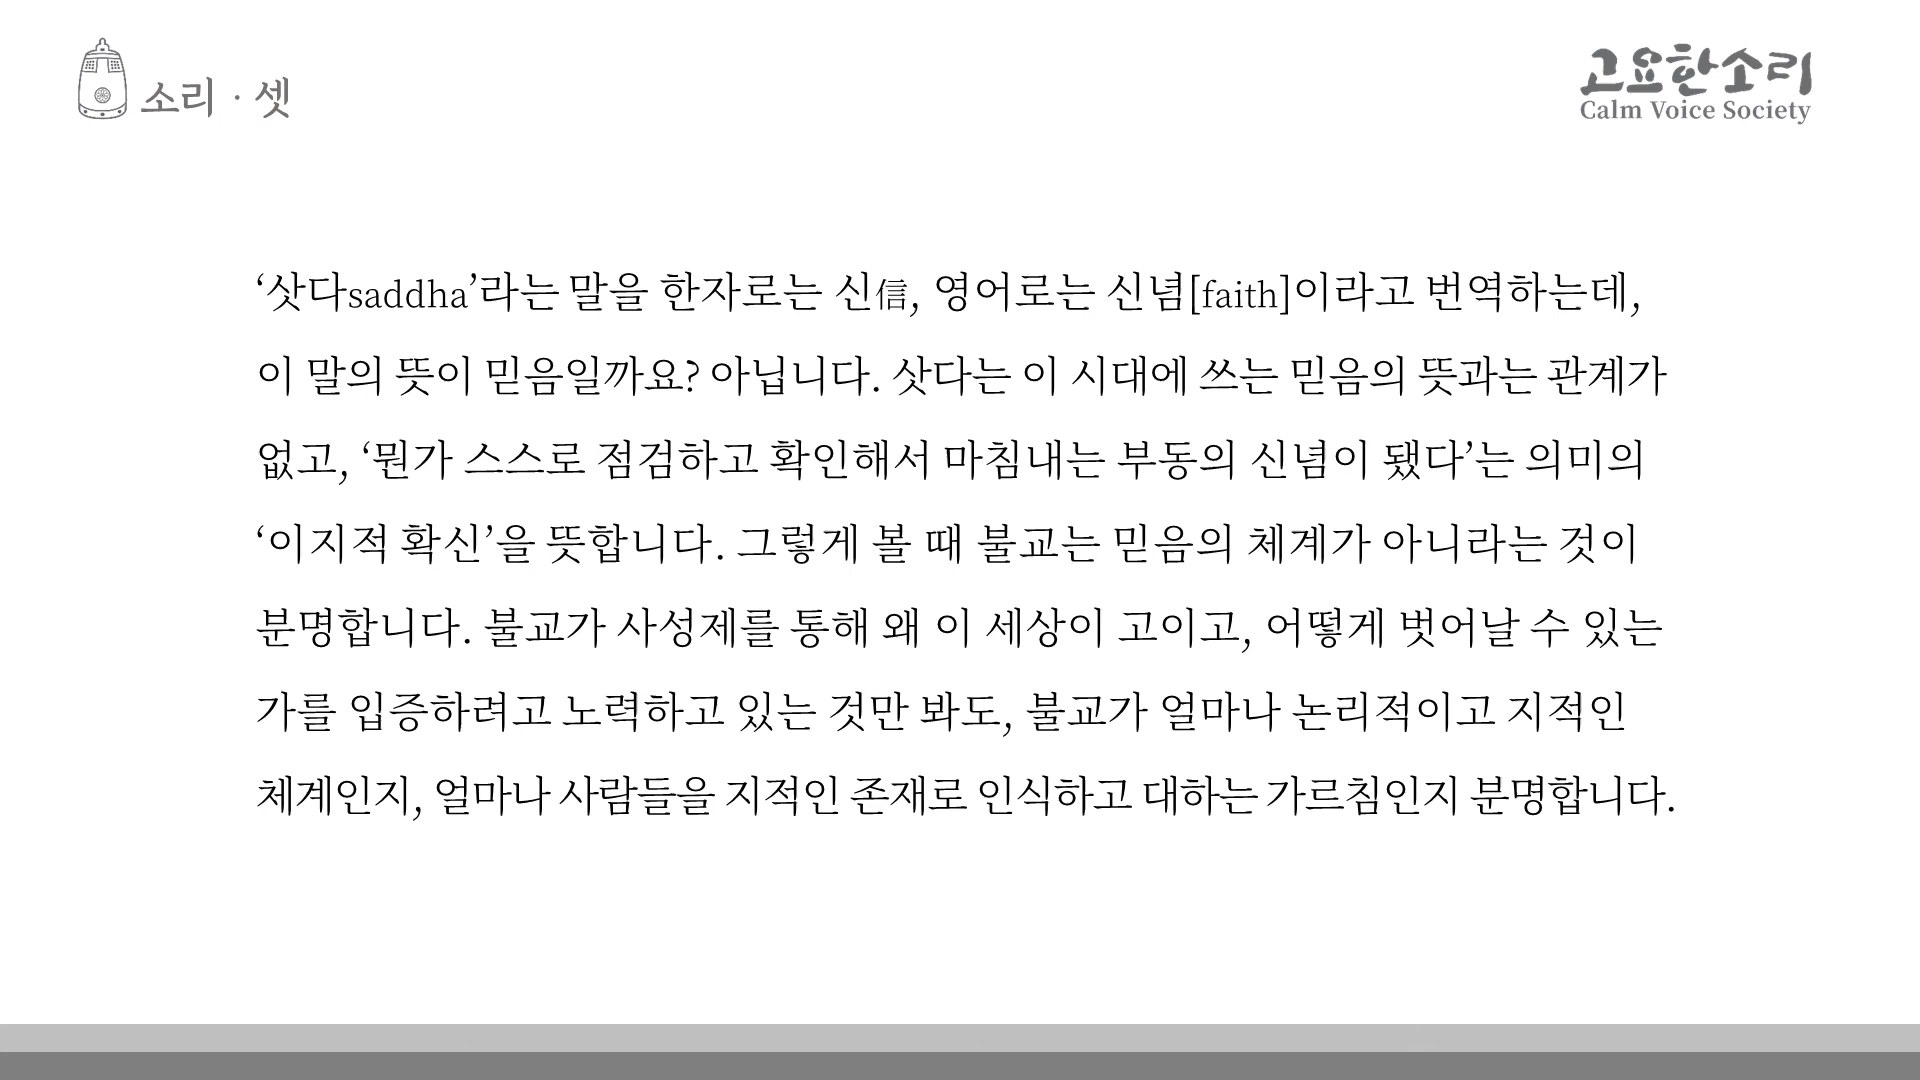 소리 · 셋
고요한소리
Calm Voice Society
‘삿다saddha’라는 말을 한자로는 신信, 영어로는 신념[faith]이라고 번역하는데,
이 말의 뜻이 믿음일까요? 아닙니다. 삿다는 이 시대에 쓰는 믿음의 뜻과는 관계가
없고, ‘뭔가 스스로 점검하고 확인해서 마침내는 부동의 신념이 됐다’는 의미의
‘이지적 확신’을 뜻합니다. 그렇게 볼 때 불교는 믿음의 체계가 아니라는 것이
분명합니다. 불교가 사성제를 통해 왜 이 세상이 고이고, 어떻게 벗어날 수 있는
가를 입증하려고 노력하고 있는 것만 봐도, 불교가 얼마나 논리적이고 지적인
체계인지, 얼마나 사람들을 지적인 존재로 인식하고 대하는 가르침인지 분명합니다.